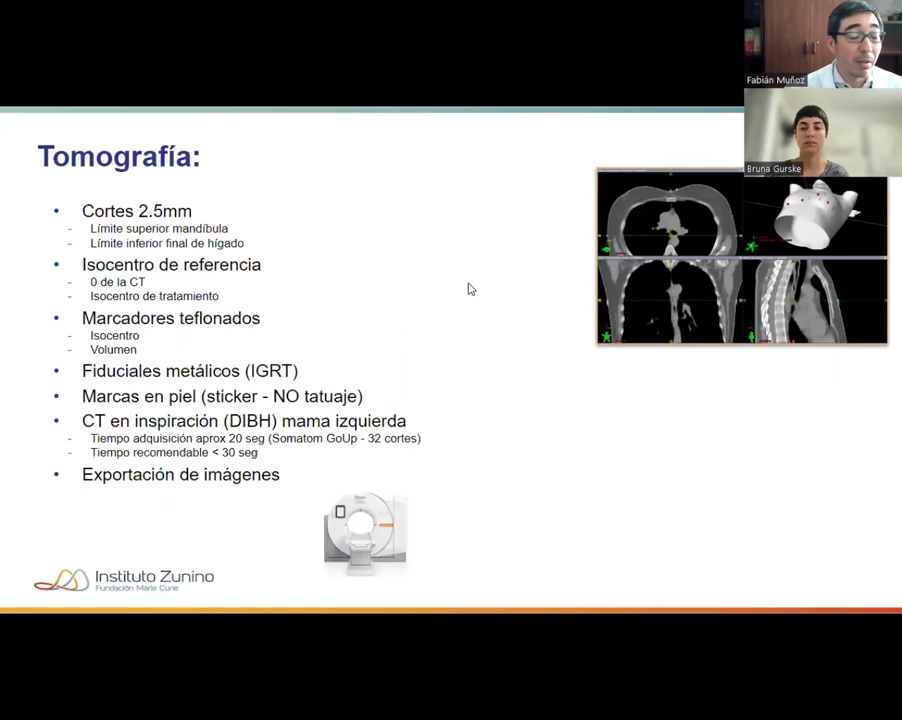 Fabián Muñoz
Bruna Gurske
Tomografía:
• Cortes 2.5mm
- Límite superior mandíbula
- Límite inferior final de hígado
• Isocentro de referencia
- 0 de la CT
- Isocentro de tratamiento
• Marcadores teflonados
- Isocentro
- Volumen
• Fiduciales metálicos (IGRT)
• Marcas en piel (sticker - NO tatuaje)
• CT en inspiración (DIBH) mama izquierda
- Tiempo adquisición aprox 20 seg (Somatom GoUp - 32 cortes)
- Tiempo recomendable < 30 seg
• Exportación de imágenes
Instituto Zunino
Fundación Marie Curie